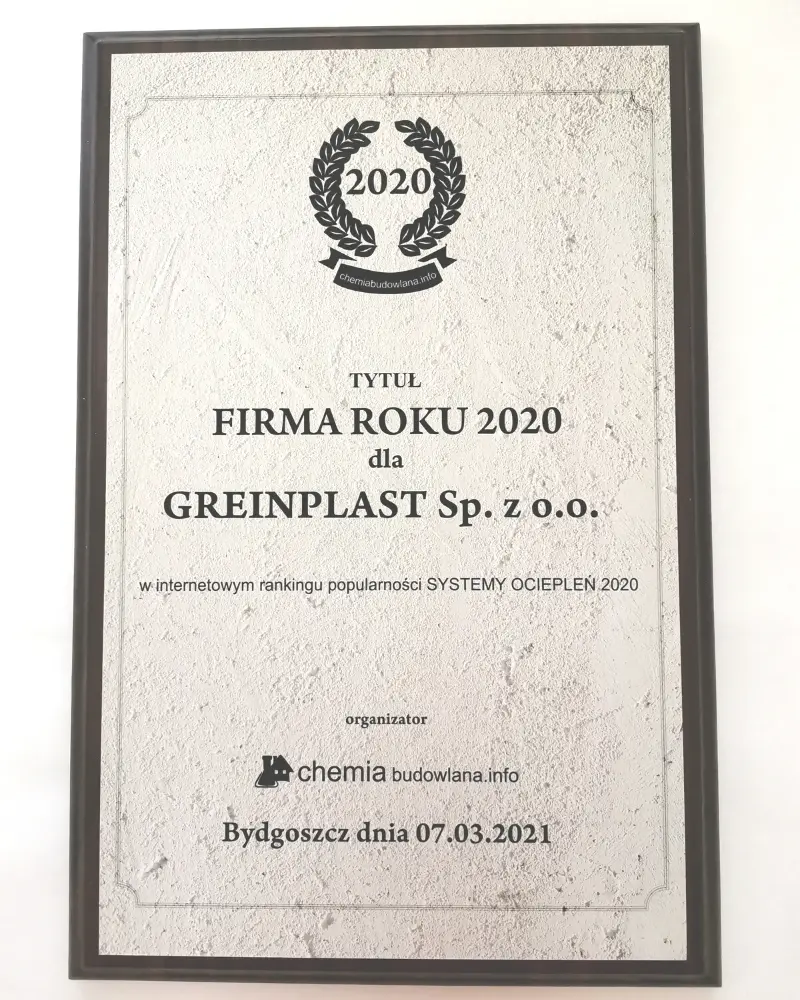 2020
chemiabudowlana.info
TYTUŁ
FIRMA ROKU 2020
dla
GREINPLAST Sp. z o.o.
w internetowym rankingu popularności SYSTEMY OCIEPLEŃ 2020
organizator
chemia budowlana.info
Bydgoszcz dnia 07.03.2021